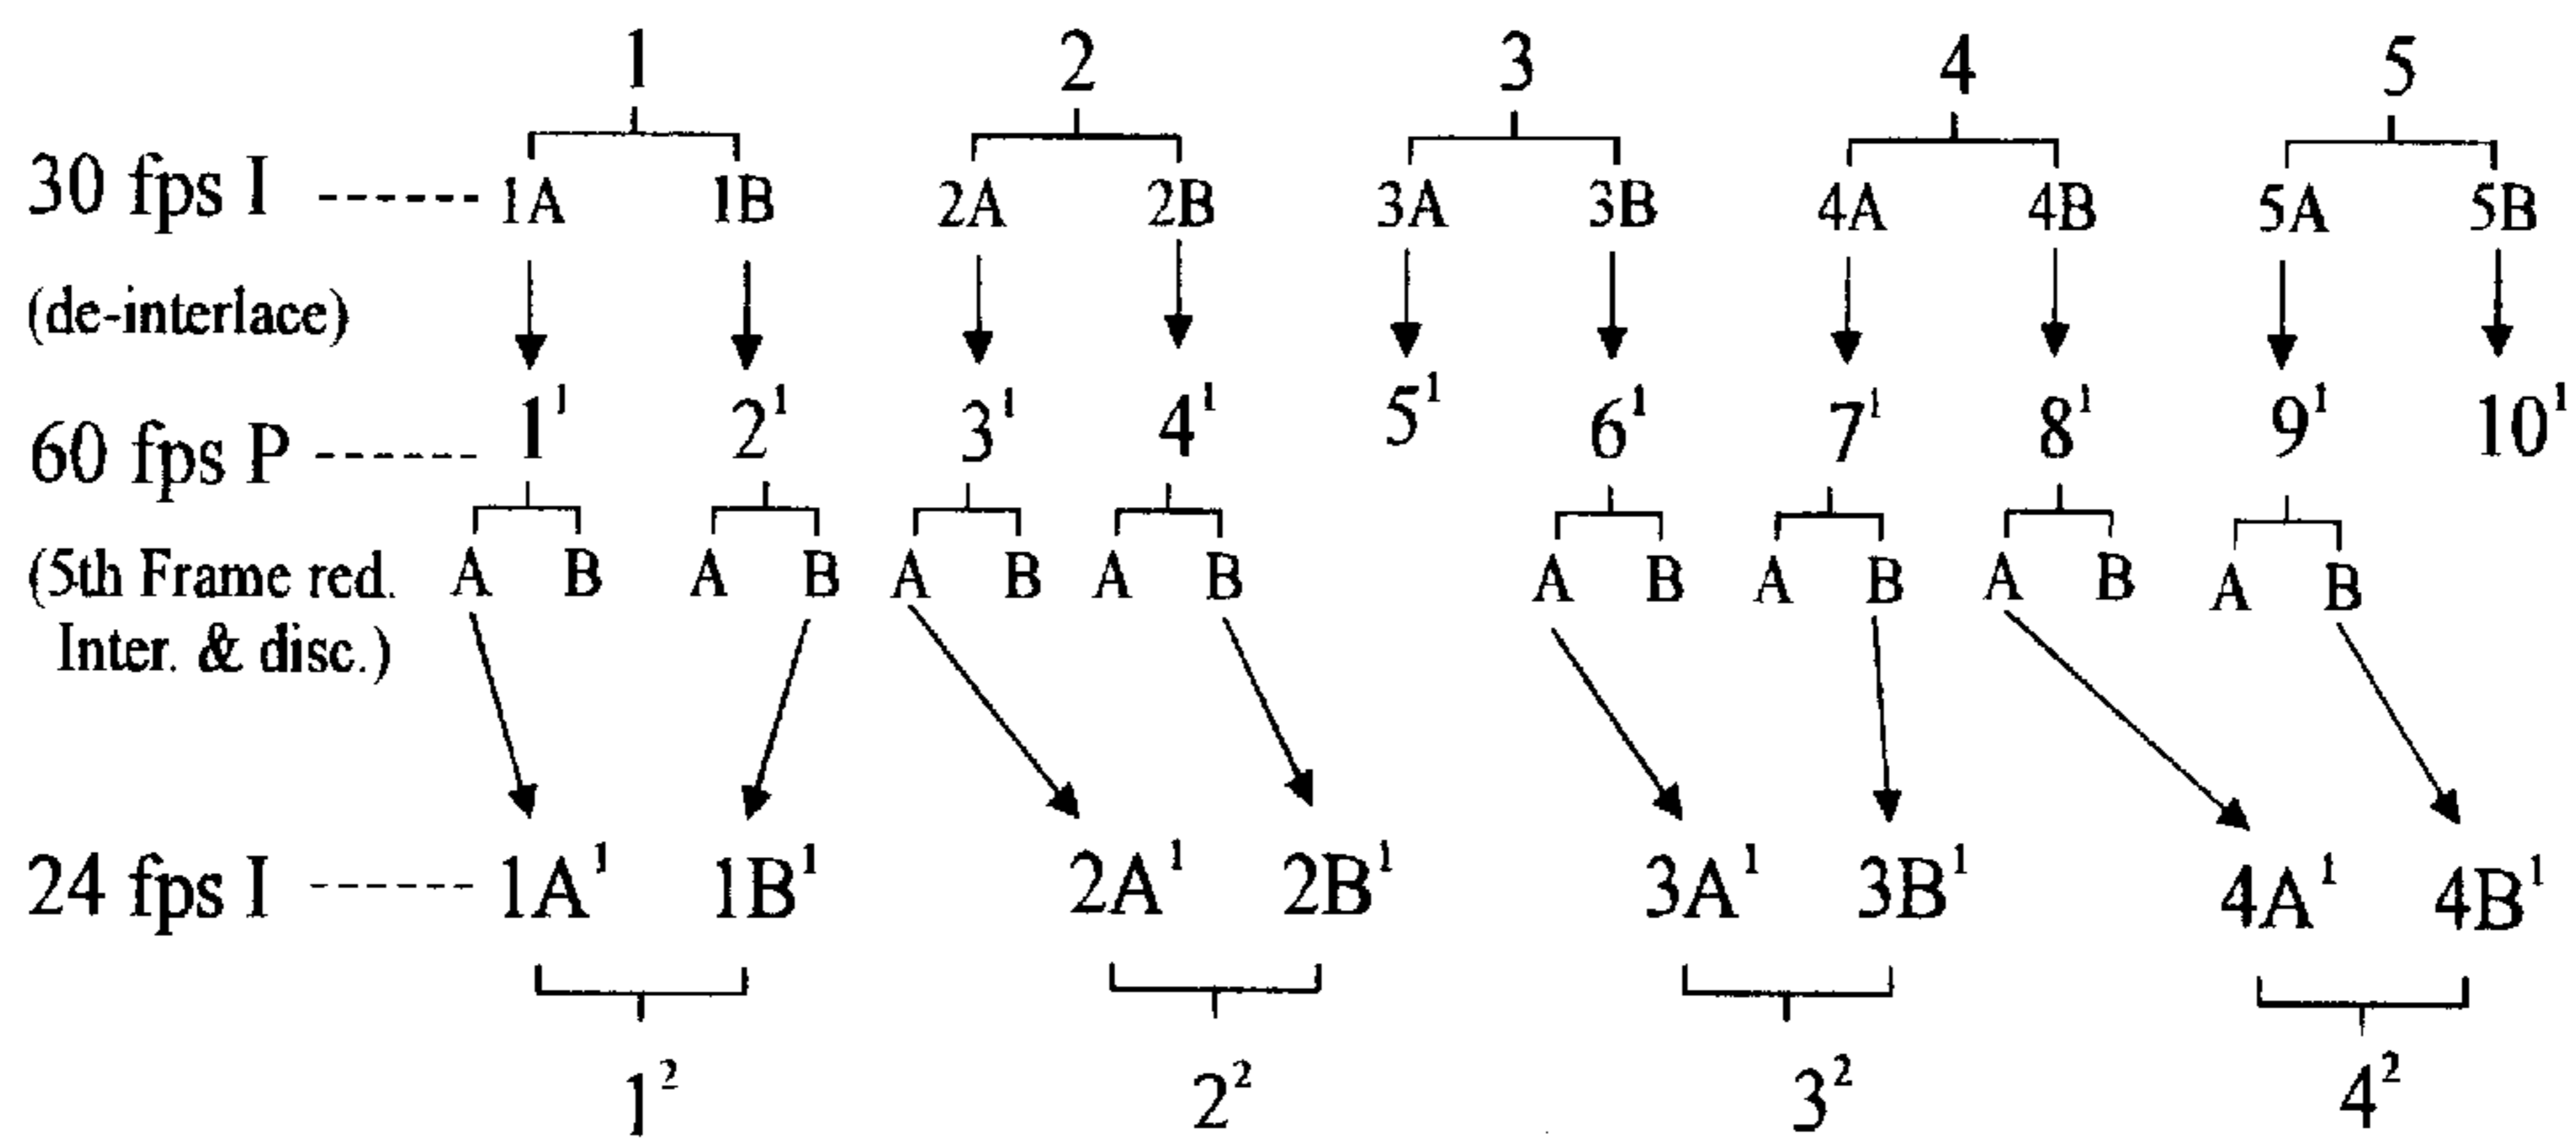 1 2 3 4 5
30 fps I ------ 1A 1B 2A 2B 3A 3B 4A 4B 5A 5B
(de-interlace)
60 fps P ------ 1¹ 2¹ 3¹ 4¹ 5¹ 6¹ 7¹ 8¹ 9¹ 10¹
(5th Frame red. A B A B A B A B A B A B A B A B
Inter. & disc.)
24 fps I ------ 1A¹ 1B¹ 2A¹ 2B¹ 3A¹ 3B¹ 4A¹ 4B¹
1² 2² 3² 4²